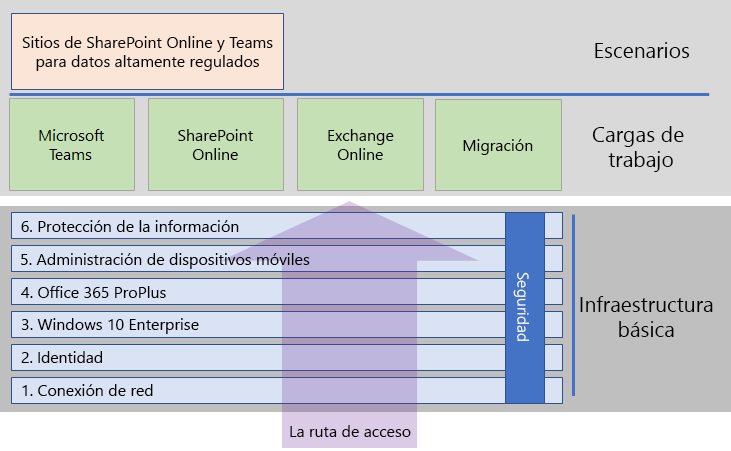 Sitios de SharePoint Online y Teams
para datos altamente regulados
Escenarios
Microsoft
Teams
SharePoint
Online
Exchange
Online
Migración
Cargas de
trabajo
6. Protección de la información
5. Administración de dispositivos móviles
4. Office 365 ProPlus
3. Windows 10 Enterprise
2. Identidad
1. Conexión de red
Seguridad
Infraestructura
básica
La ruta de acceso